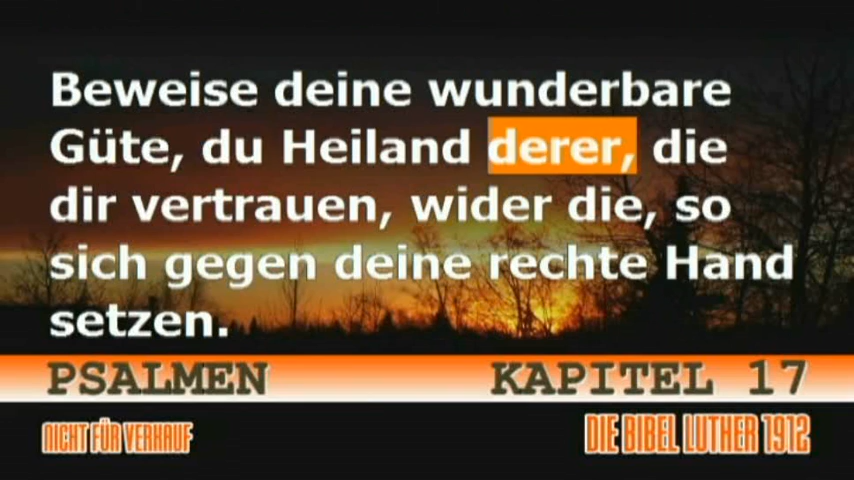 Beweise deine wunderbare
Güte, du Heiland derer, die
dir vertrauen, wider die, so
sich gegen deine rechte Hand
setzen.
PSALMEN KAPITEL 17
NICHT FÜR VERKAUF DIE BIBEL LUTHER 1912